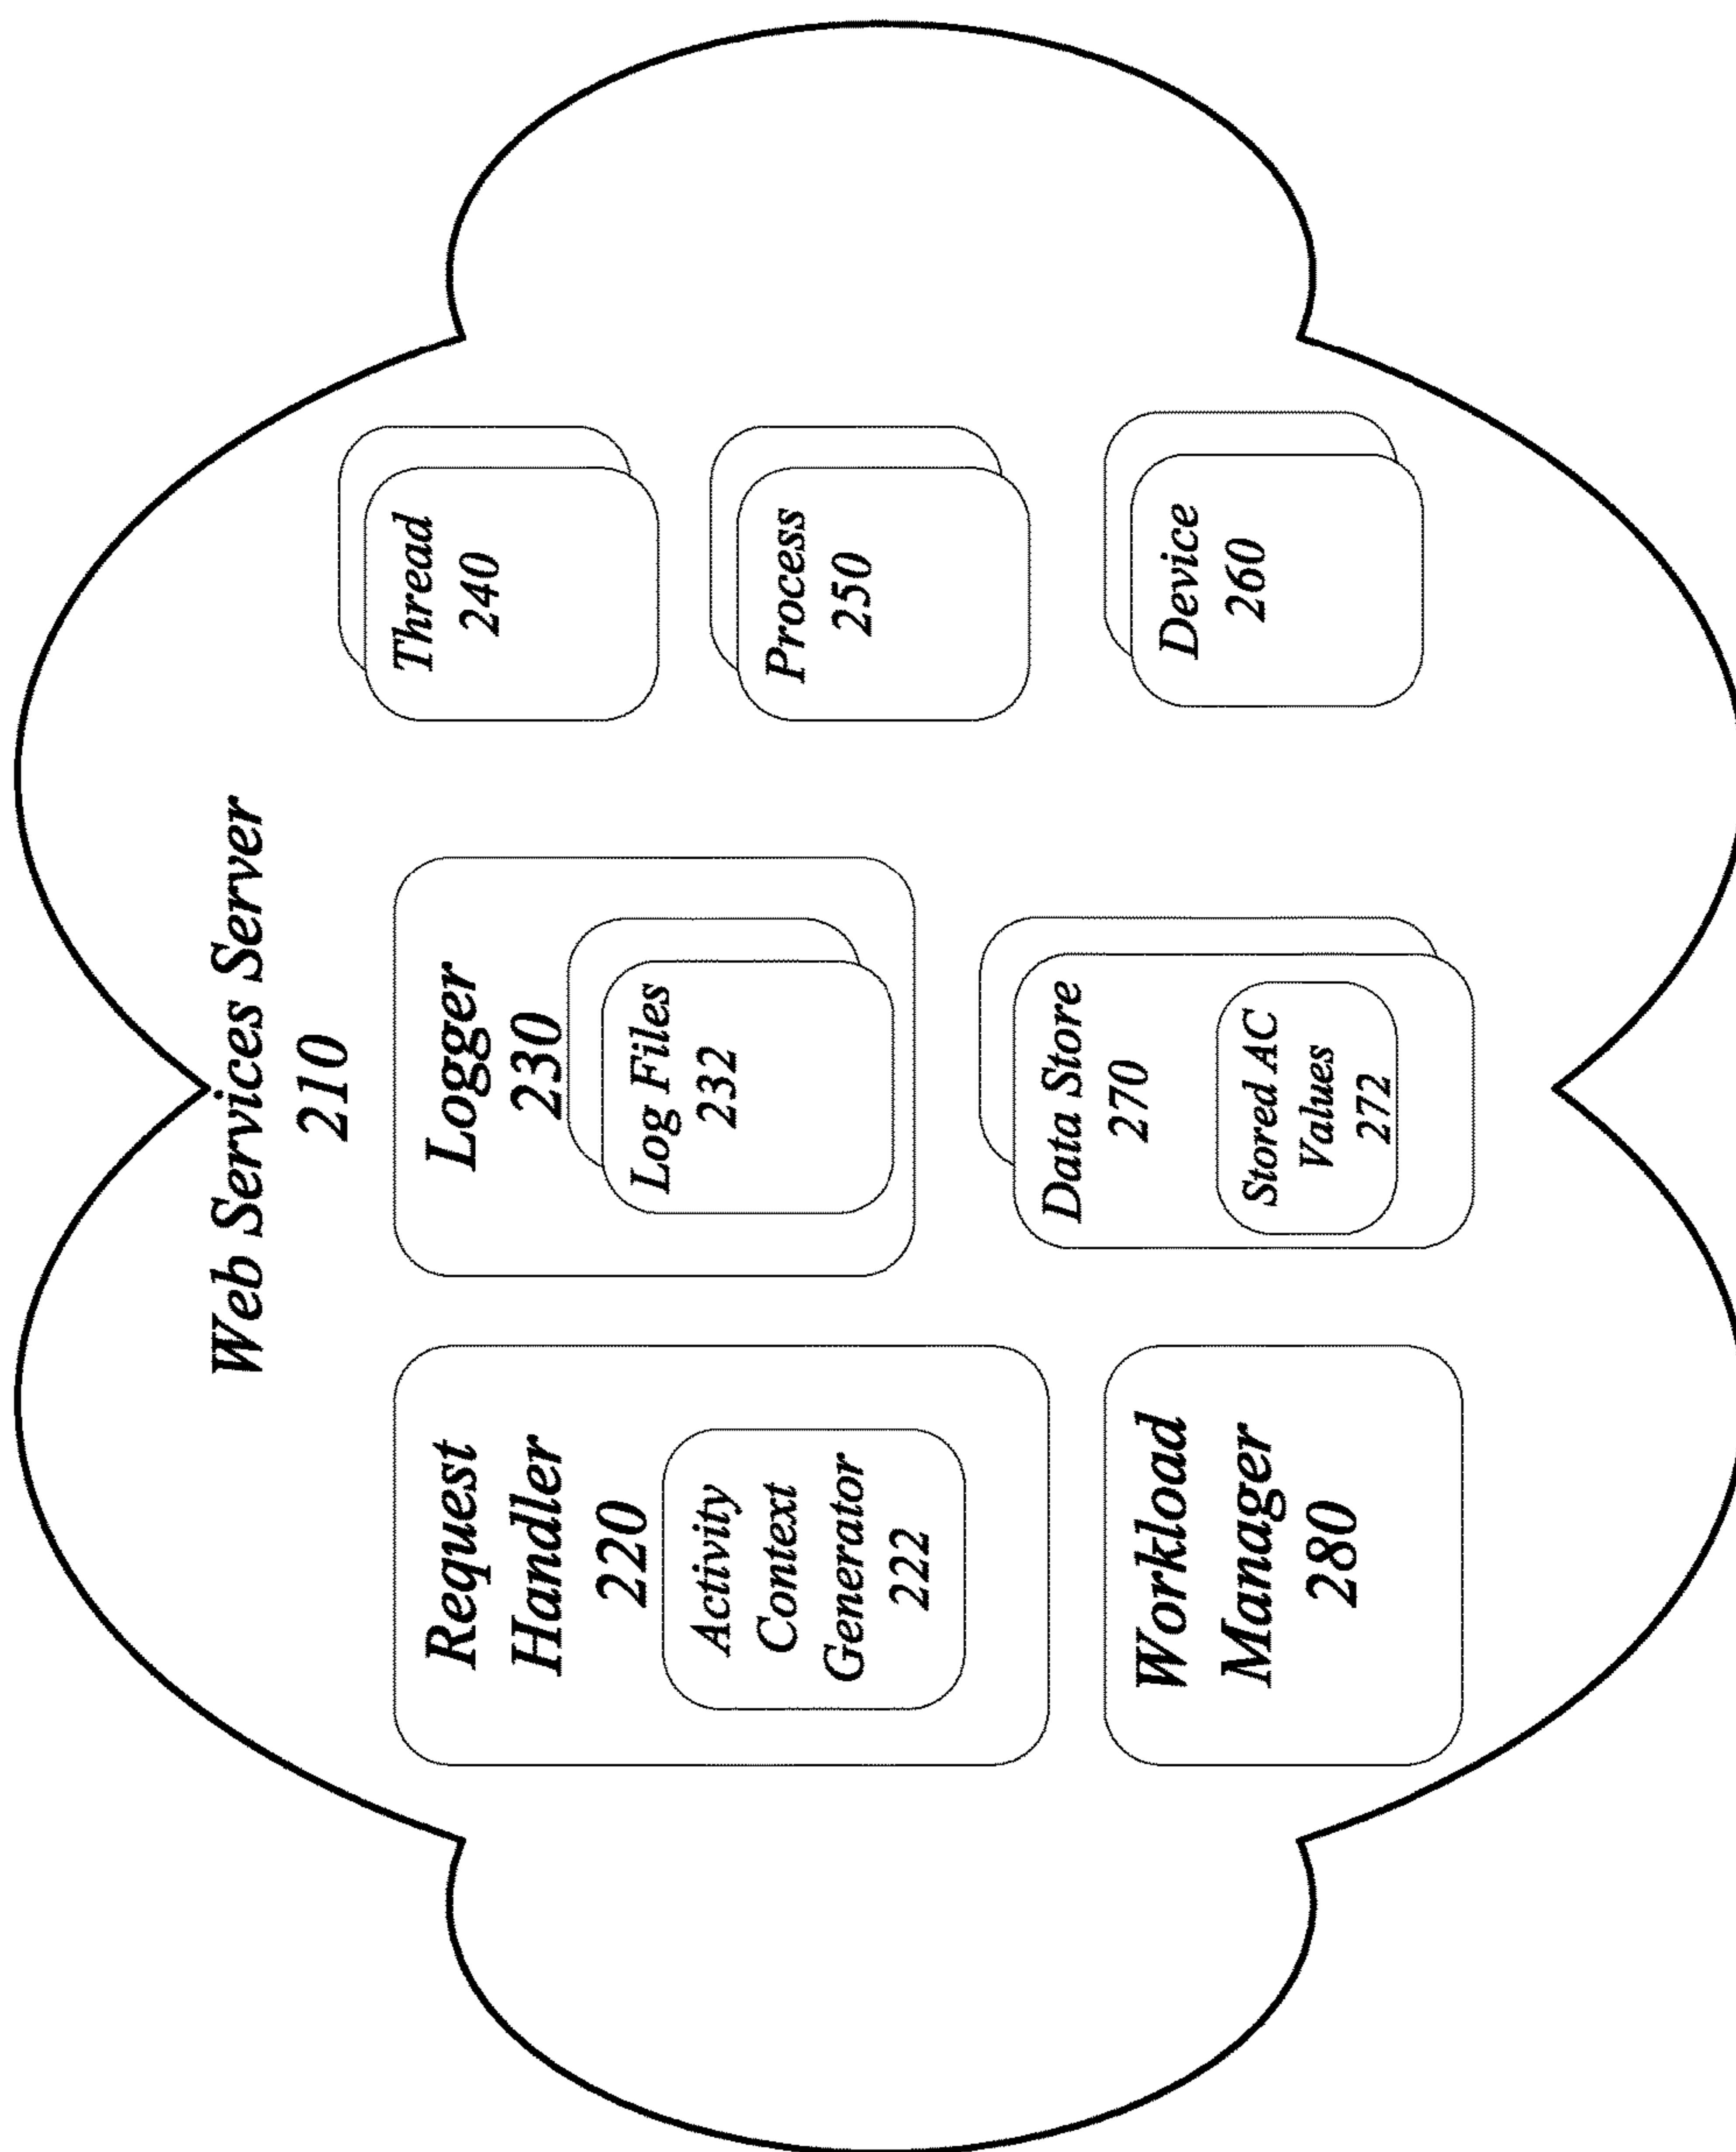 Web Services Server
210
Request
Handler
220
Activity
Context
Generator
222
Logger
230
Log Files
232
Thread
240
Process
250
Workload
Manager
280
Data Store
270
Stored AC
Values
272
Device
260